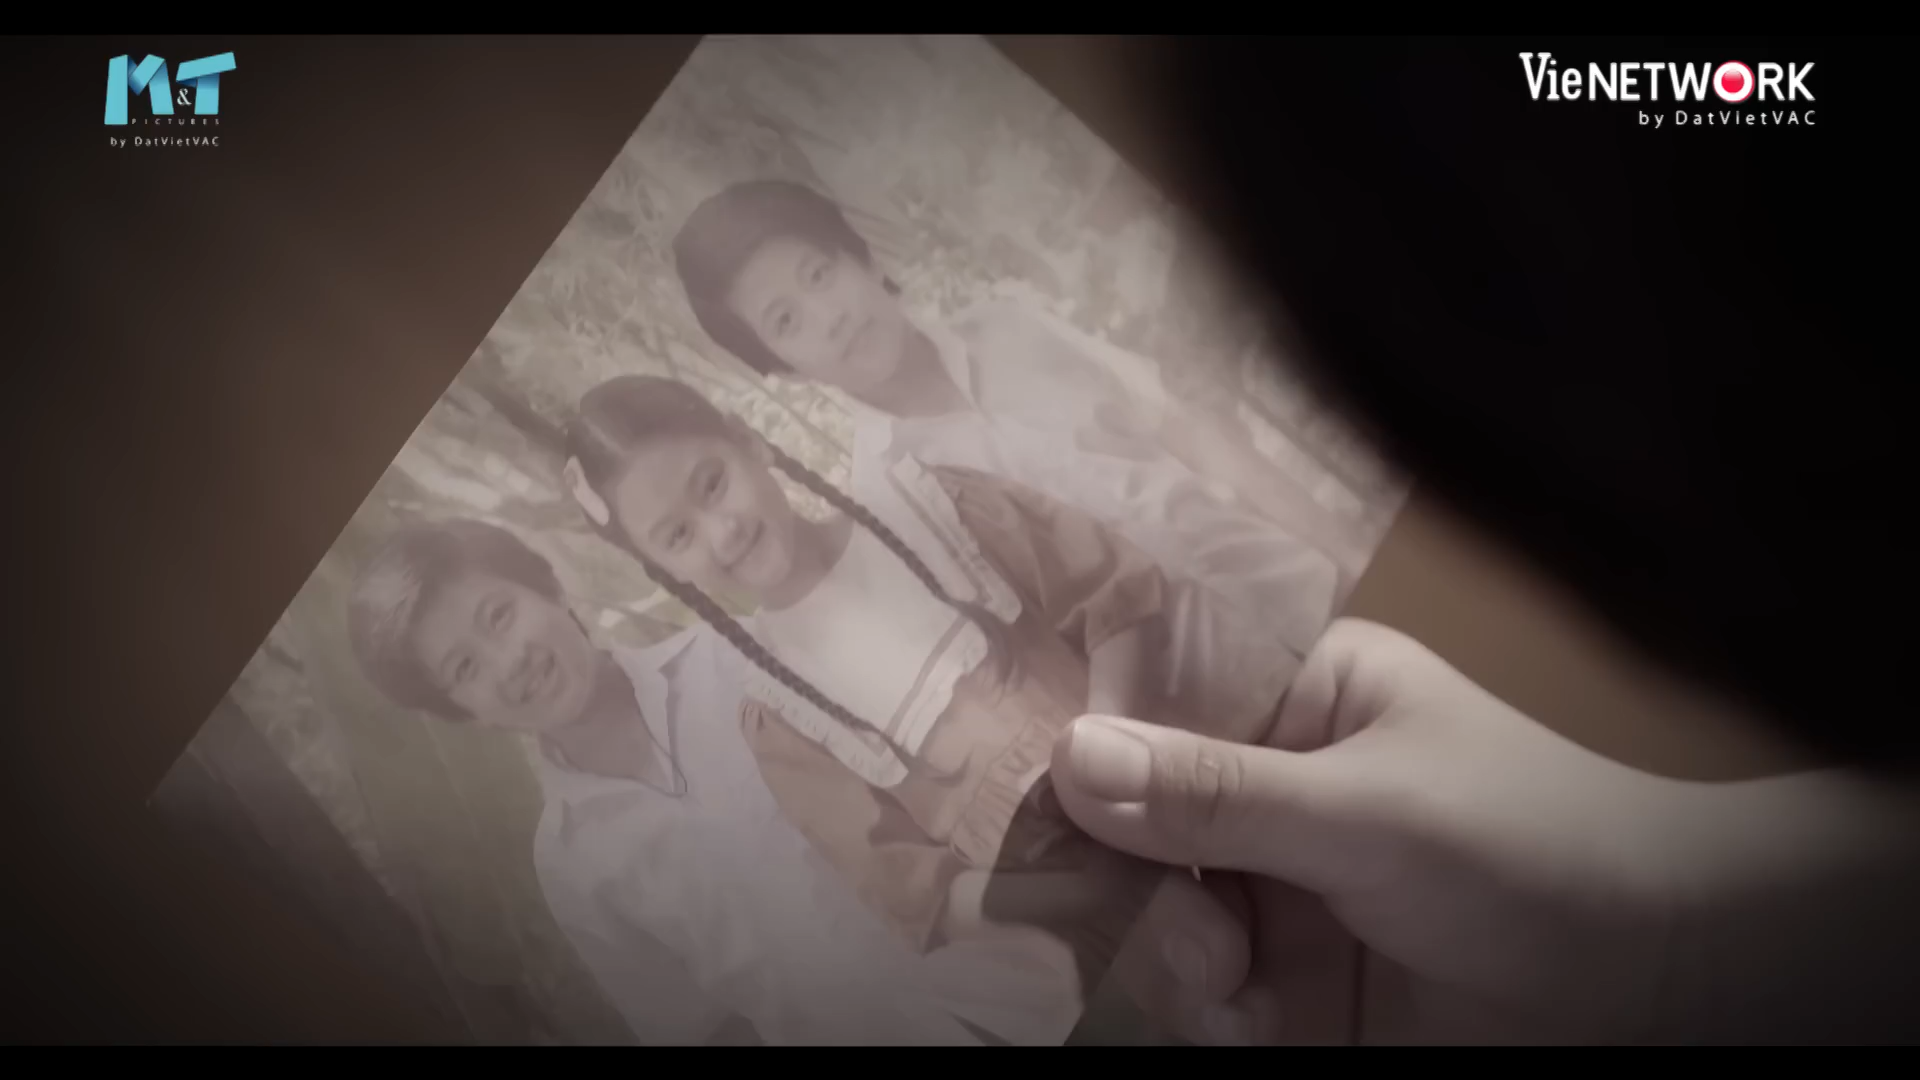 M&T
PICTURES
by DatVietVAC
VieNETWORK
by DatVietVAC